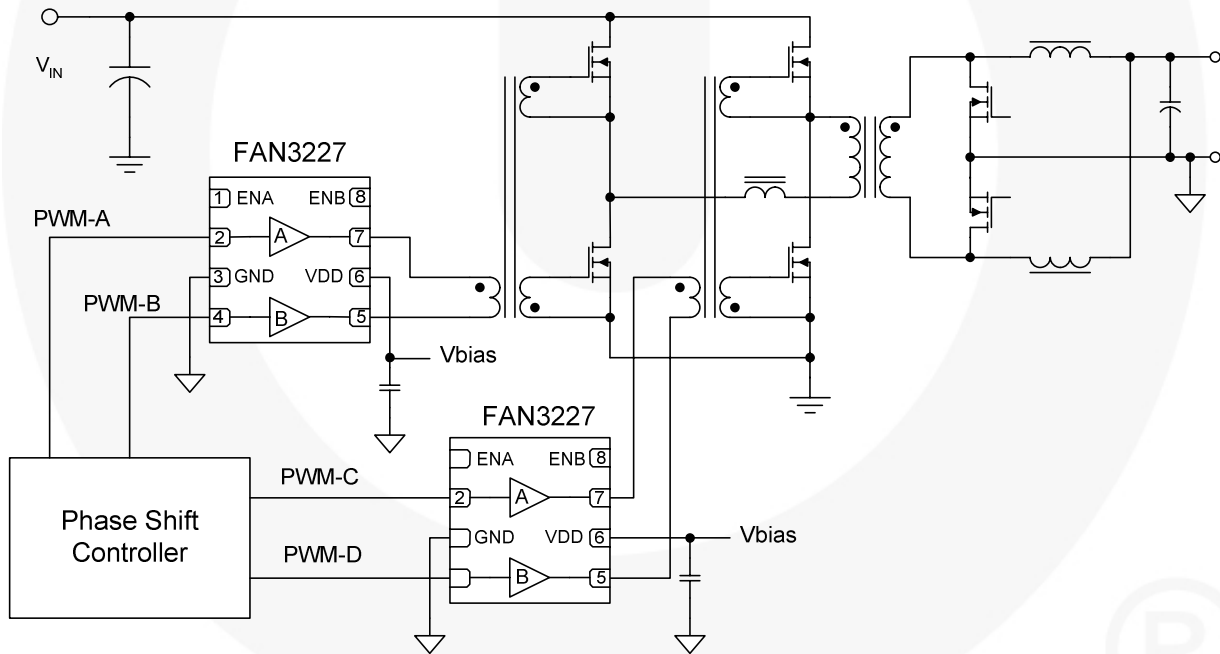 V_IN
FAN3227
1 ENA ENB 8
PWM-A
2 A 7
3 GND VDD 6
PWM-B
4 B 5
Vbias
FAN3227
ENA ENB 8
PWM-C
2 A 7
Phase Shift
Controller
GND VDD 6
Vbias
PWM-D
B 5
R